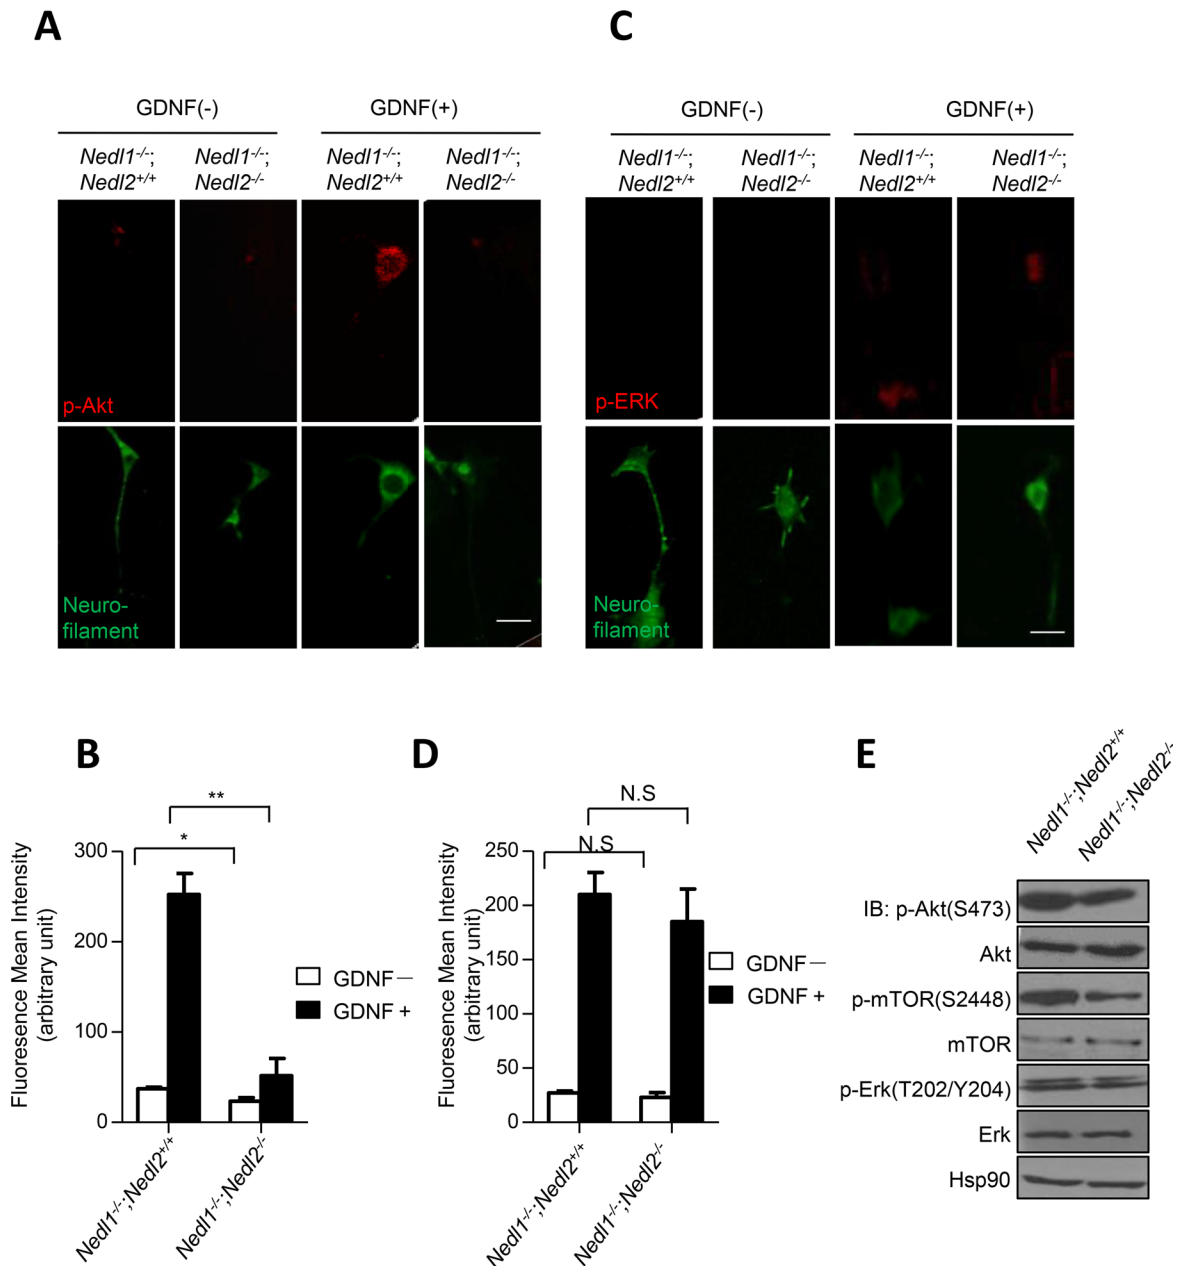 A
C
GDNF(-)
GDNF(+)
GDNF(-)
GDNF(+)
Nedl1-/-;
Nedl2+/+
Nedl1-/-;
Nedl2-/-
Nedl1-/-;
Nedl2+/+
Nedl1-/-;
Nedl2-/-
Nedl1-/-;
Nedl2+/+
Nedl1-/-;
Nedl2-/-
Nedl1-/-;
Nedl2+/+
Nedl1-/-;
Nedl2-/-
p-Akt
p-ERK
Neuro-
filament
Neuro-
filament
B
**
*
300
200
100
0
Fluoresence Mean Intensity
(arbitrary unit)
GDNF —
GDNF +
Nedl1-/-;Nedl2+/+
Nedl1-/-;Nedl2-/-
D
N.S
N.S
250
200
150
100
50
0
Fluoresence Mean Intensity
(arbitrary unit)
GDNF —
GDNF +
Nedl1-/-;Nedl2+/+
Nedl1-/-;Nedl2-/-
E
Nedl1-/-;Nedl2+/+
Nedl1-/-;Nedl2-/-
IB: p-Akt(S473)
Akt
p-mTOR(S2448)
mTOR
p-Erk(T202/Y204)
Erk
Hsp90